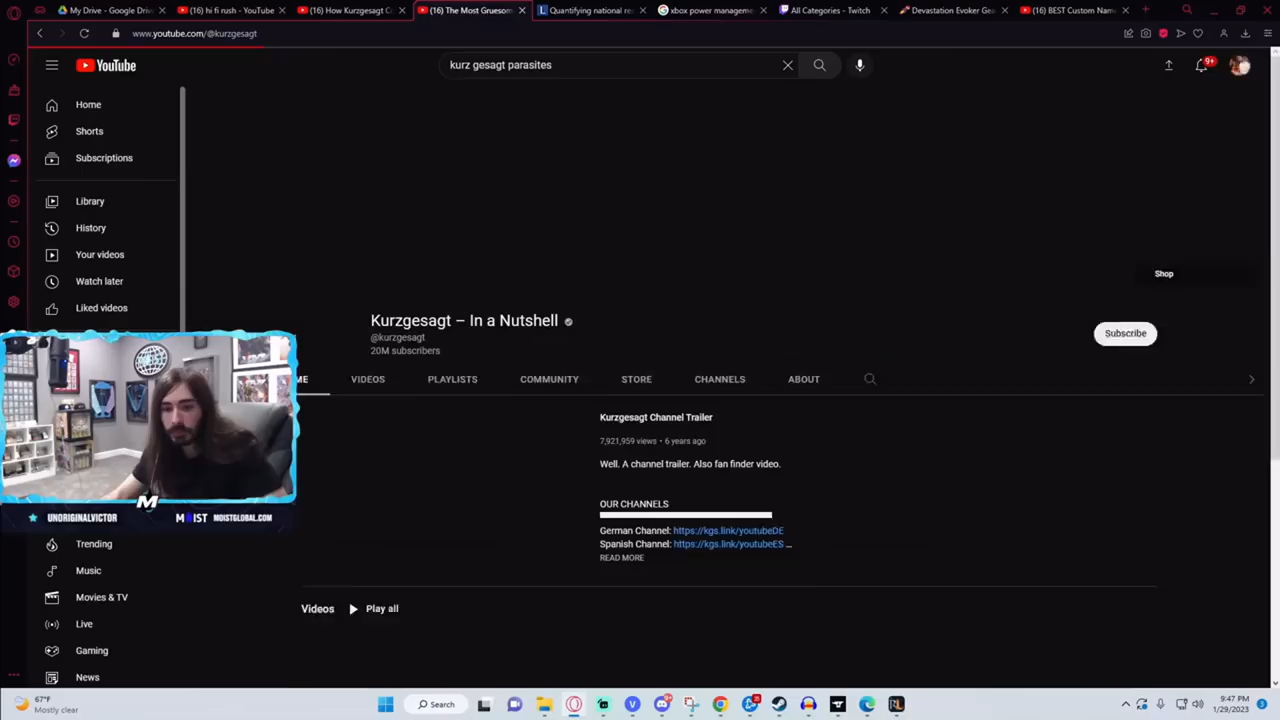 My Drive - Google Driv
(16) hi fi rush - YouTube
(16) How Kurzgesagt C
(16) The Most Gruesom
Quantifying national re
xbox power manageme
All Categories - Twitch
Devastation Evoker Ge
(16) BEST Custom Nam
www.youtube.com/@kurzgesagt
YouTube
kurz gesagt parasites
9+
Home
Shorts
Subscriptions
Library
History
Your videos
Watch later
Liked videos
Shop
Kurzgesagt – In a Nutshell
@kurzgesagt
20M subscribers
Subscribe
ME
VIDEOS
PLAYLISTS
COMMUNITY
STORE
CHANNELS
ABOUT
Kurzgesagt Channel Trailer
7,921,959 views • 6 years ago
Well. A channel trailer. Also fan finder video.
OUR CHANNELS
German Channel: https://kgs.link/youtubeDE
Spanish Channel: https://kgs.link/youtubeES ...
READ MORE
M
UNORIGINALVICTOR
MOIST
MOISTGLOBAL.COM
Trending
Music
Movies & TV
Live
Gaming
News
Videos
Play all
67°F
Mostly clear
Search
9:47 PM
1/29/2023